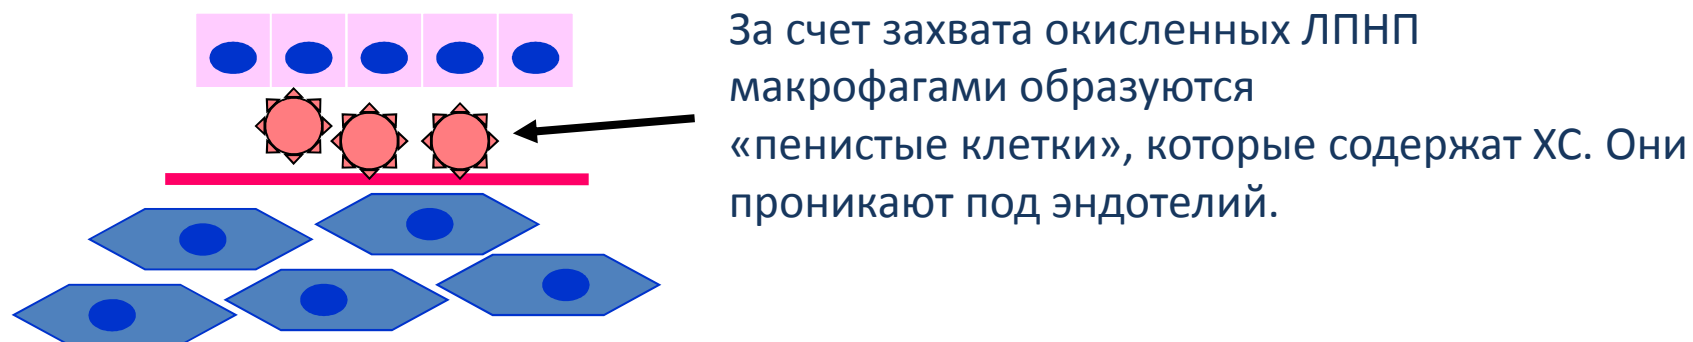 За счет захвата окисленных ЛПНП
макрофагами образуются
«пенистые клетки», которые содержат ХС. Они
проникают под эндотелий.